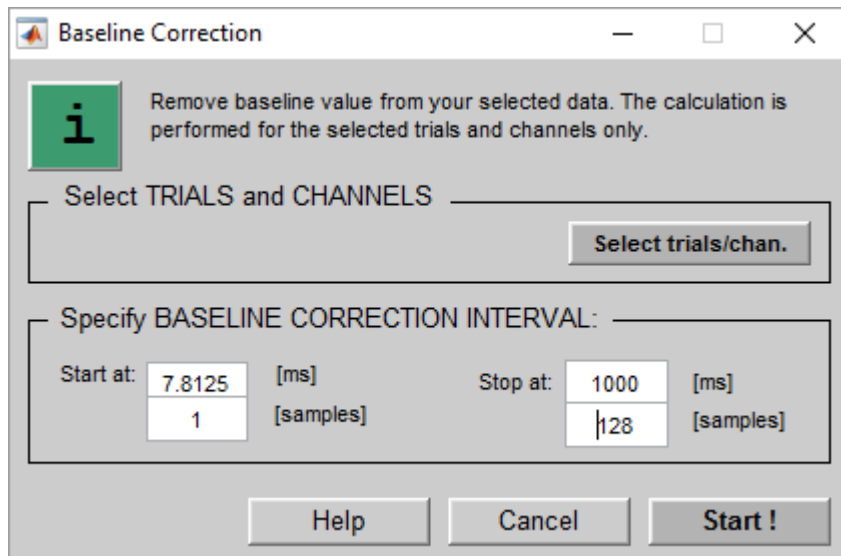 Baseline Correction
i
Remove baseline value from your selected data. The calculation is
performed for the selected trials and channels only.
Select TRIALS and CHANNELS
Select trials/chan.
Specify BASELINE CORRECTION INTERVAL:
Start at: 7.8125 [ms] Stop at: 1000 [ms]
1 [samples] 128 [samples]
Help Cancel Start !